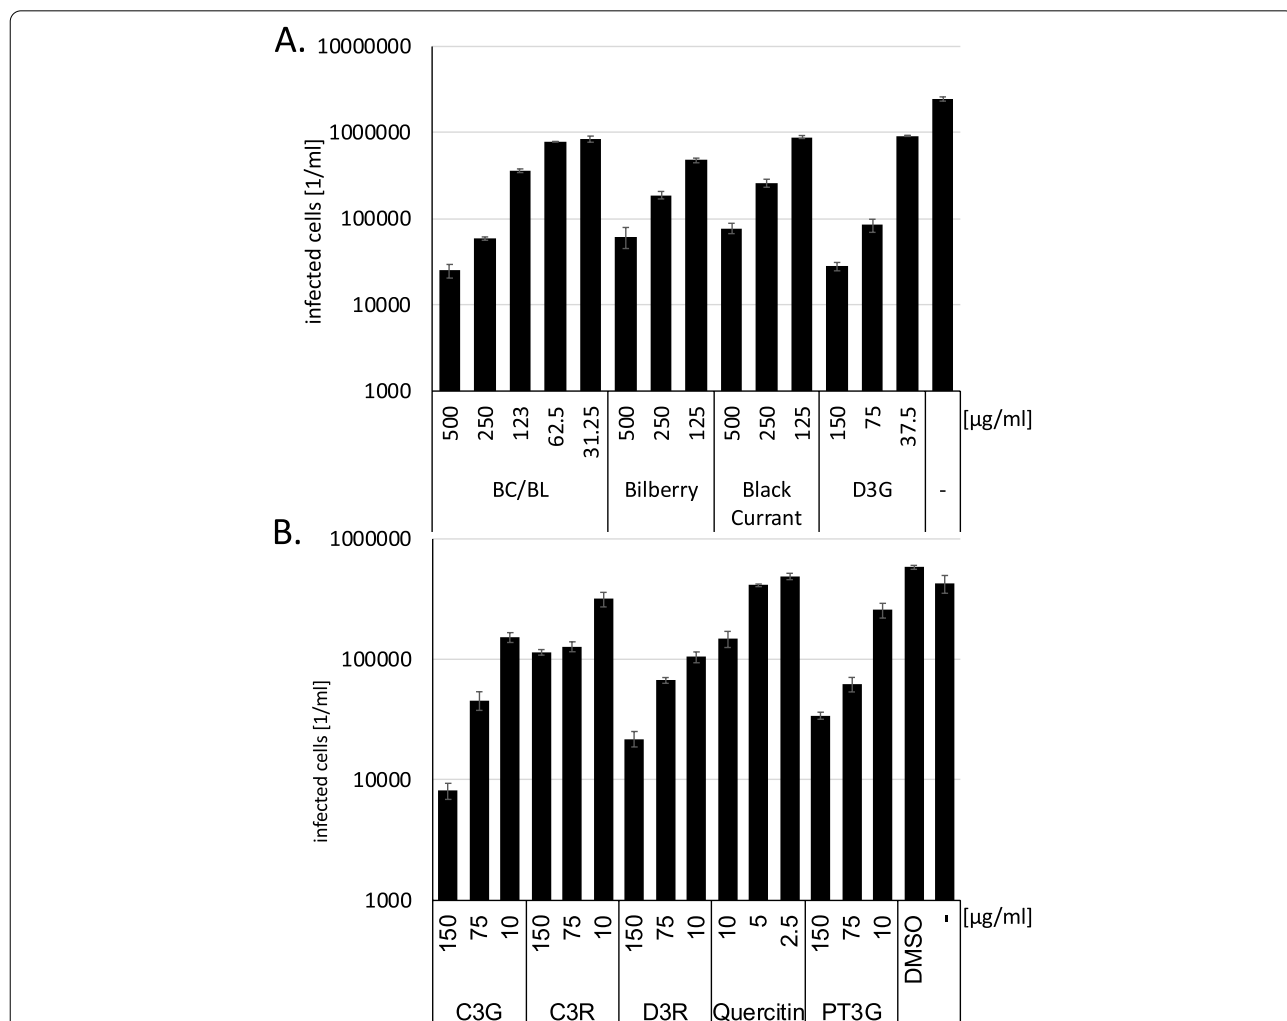 A.
10000000
1000000
100000
10000
1000
infected cells [1/ml]
500 250 123 62.5 31.25 500 250 125 500 250 125 150 75 37.5 [µg/ml]
BC/BL Bilberry Black Currant D3G -
B.
1000000
100000
10000
1000
infected cells [1/ml]
150 75 10 150 75 10 150 75 10 10 5 2.5 150 75 10 DMSO - [µg/ml]
C3G C3R D3R Quercitin PT3G